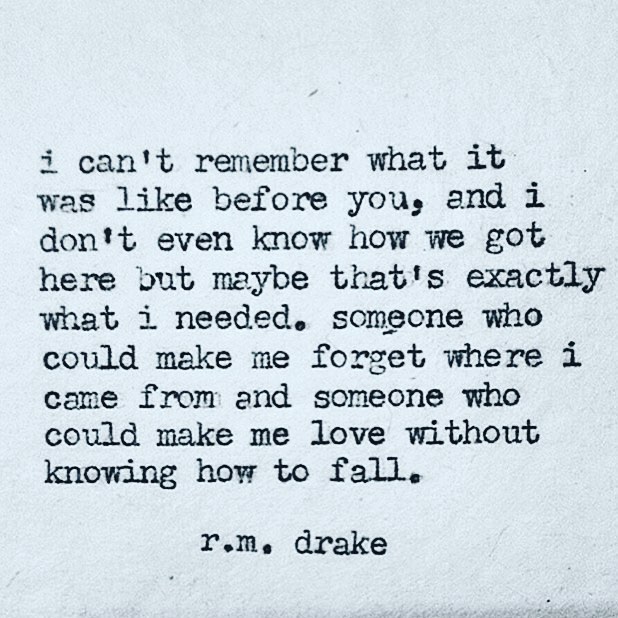 i can't remember what it
was like before you, and i
don't even know how we got
here but maybe that's exactly
what i needed. someone who
could make me forget where i
came from and someone who
could make me love without
knowing how to fall.
r.m. drake